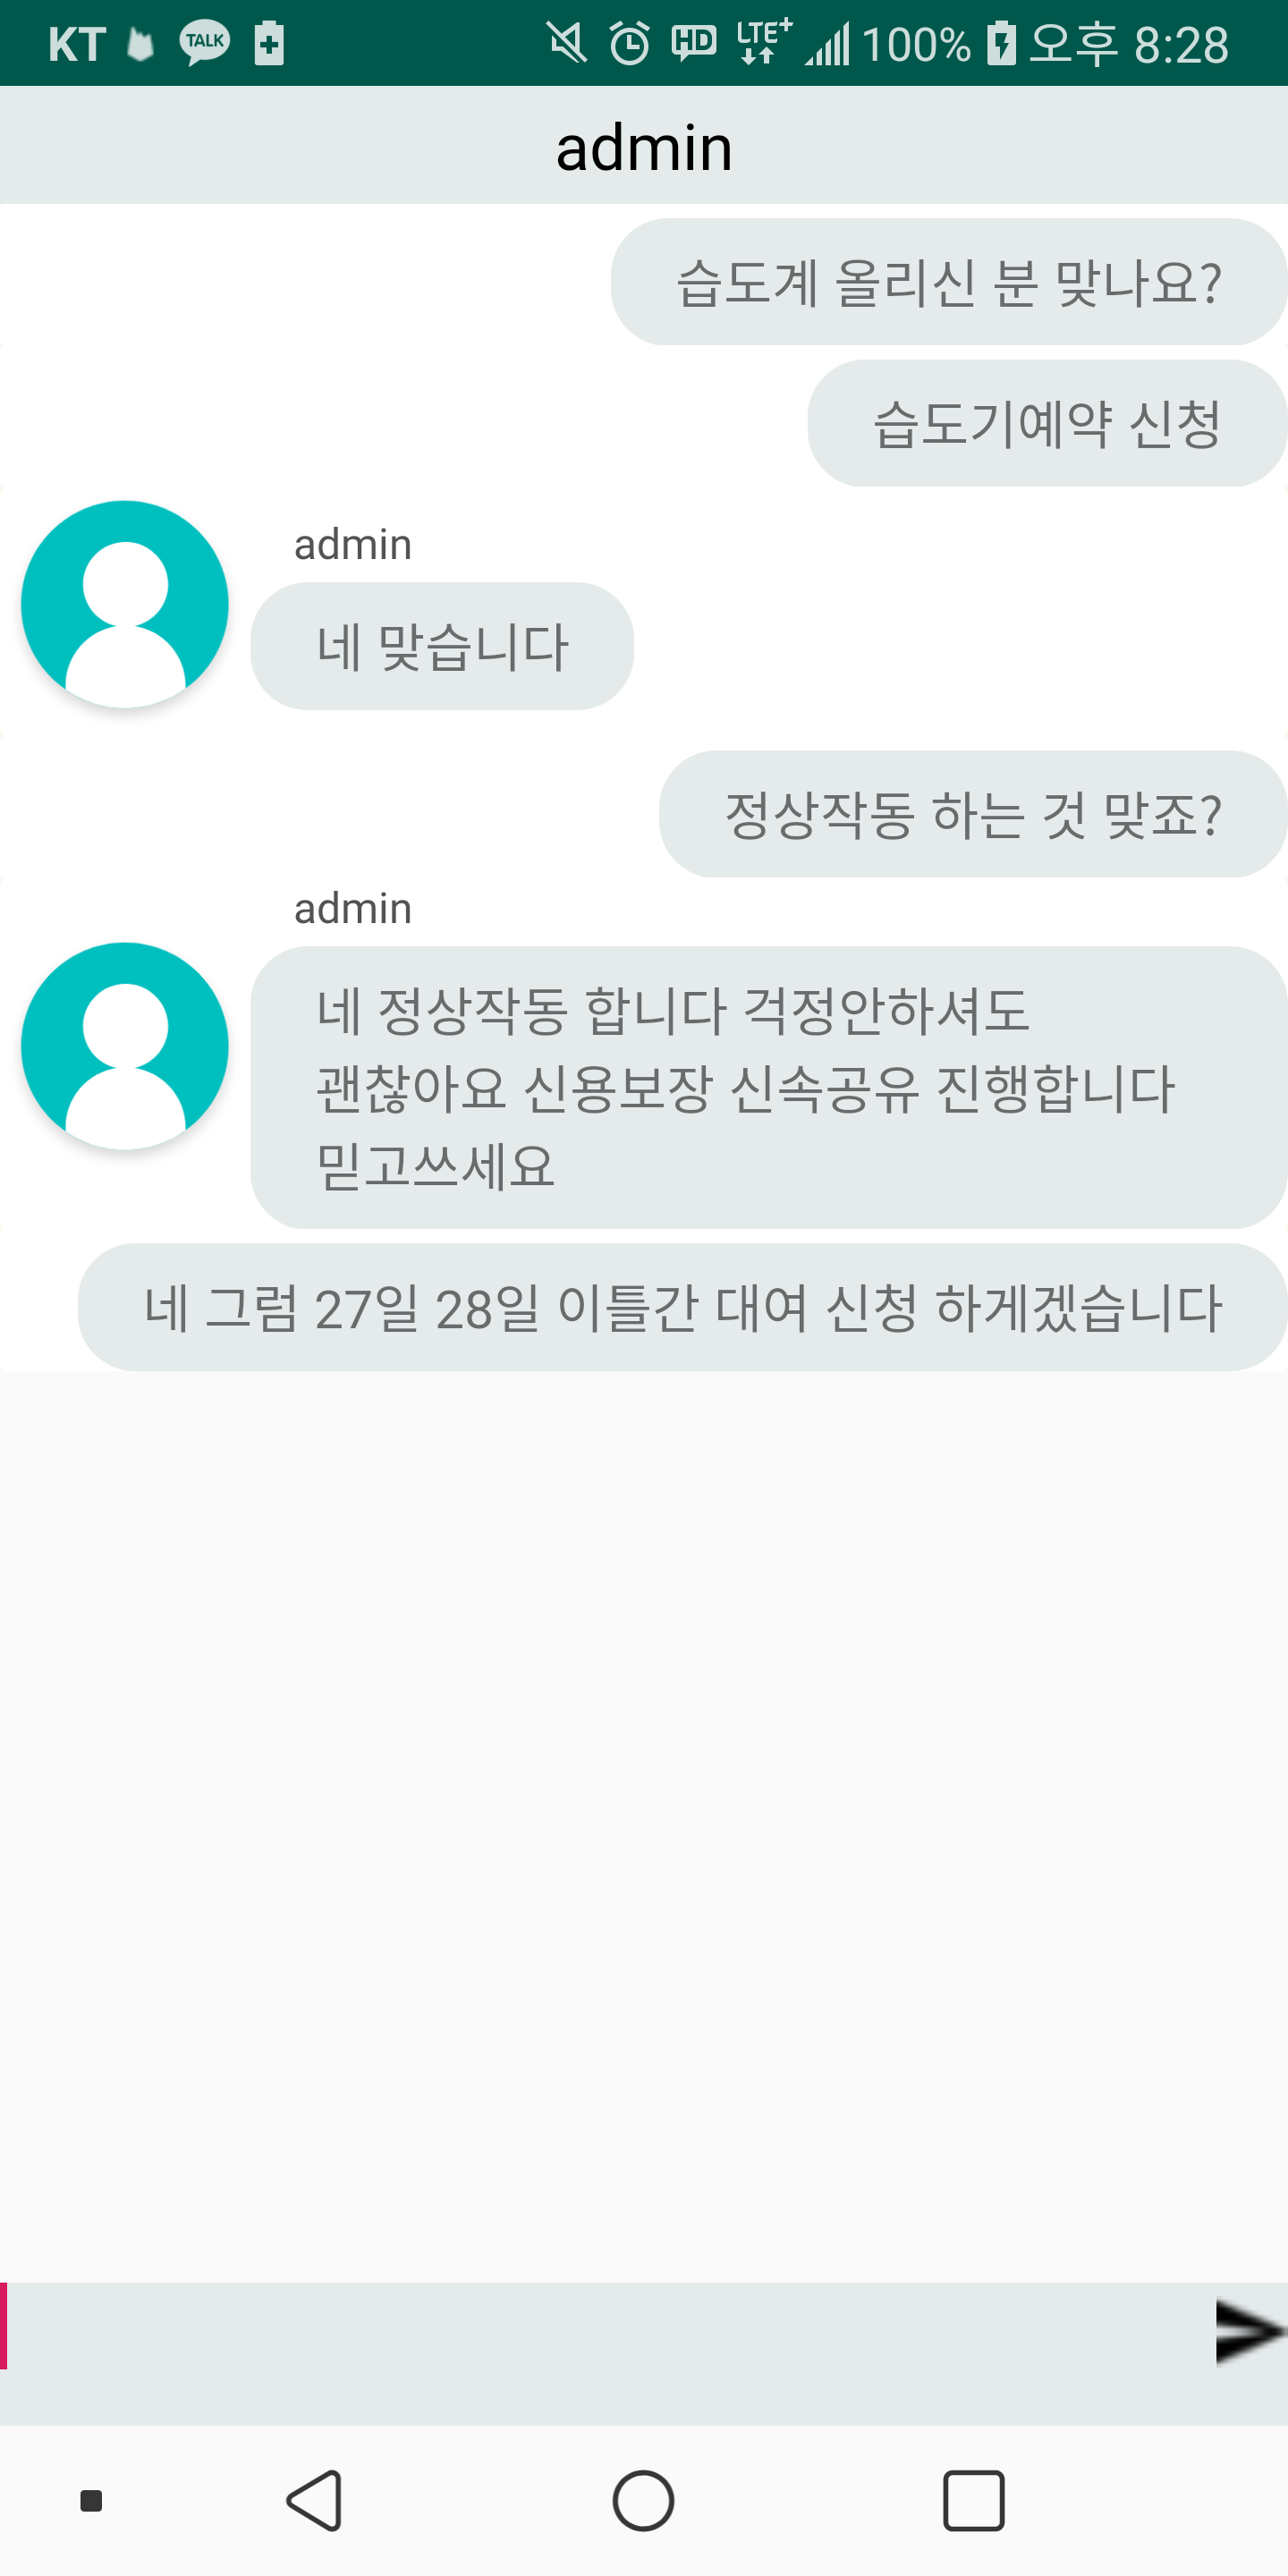 KT TALK HD LTE+ 100% 오후 8:28
admin
습도계 올리신 분 맞나요?
습도기예약 신청
admin
네 맞습니다
정상작동 하는 것 맞죠?
admin
네 정상작동 합니다 걱정안하셔도
괜찮아요 신용보장 신속공유 진행합니다
믿고쓰세요
네 그럼 27일 28일 이틀간 대여 신청 하게겠습니다